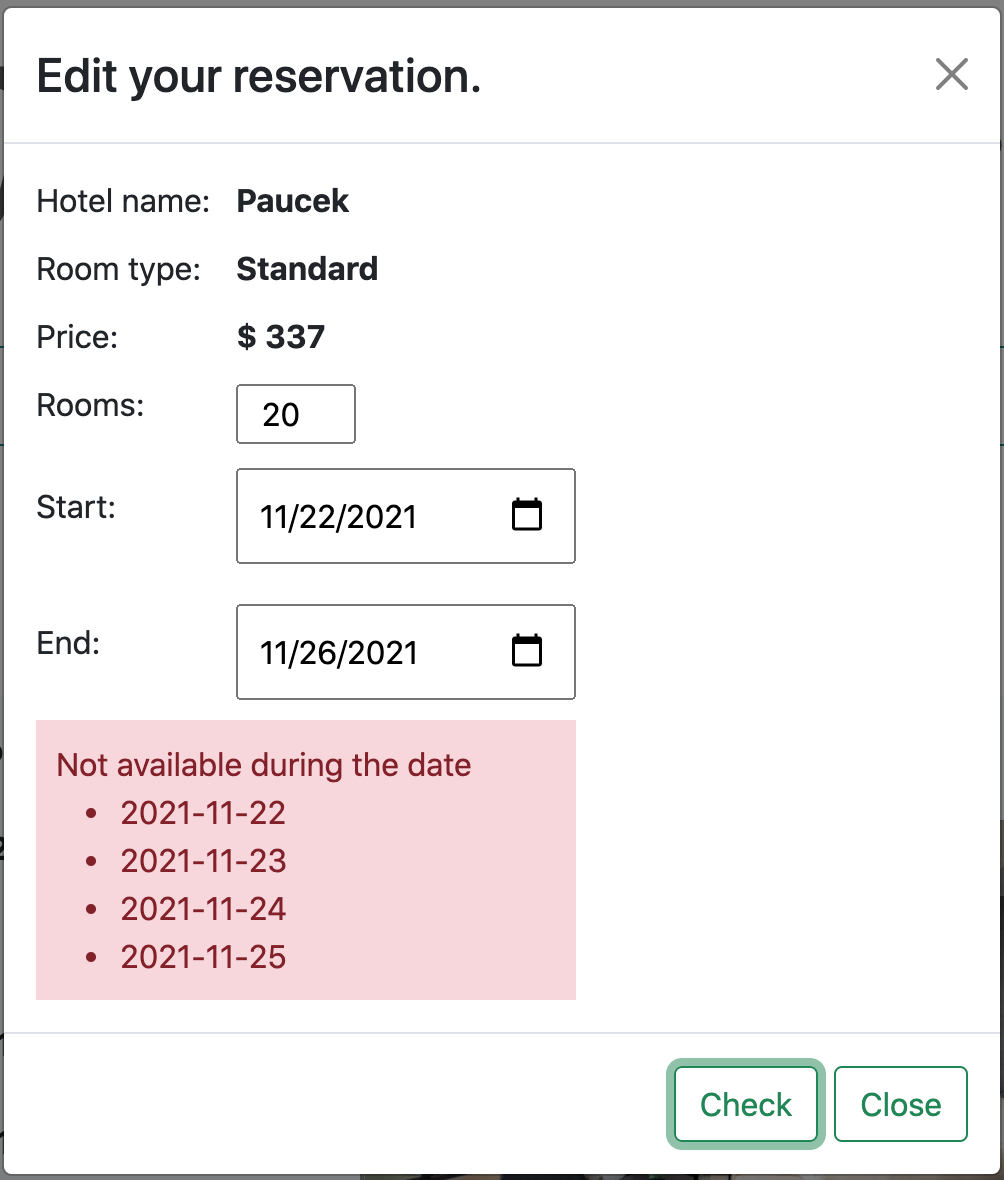 Edit your reservation.
Hotel name: Paucek
Room type: Standard
Price: $ 337
Rooms: 20
Start: 11/22/2021
End: 11/26/2021
Not available during the date
• 2021-11-22
• 2021-11-23
• 2021-11-24
• 2021-11-25
Check Close